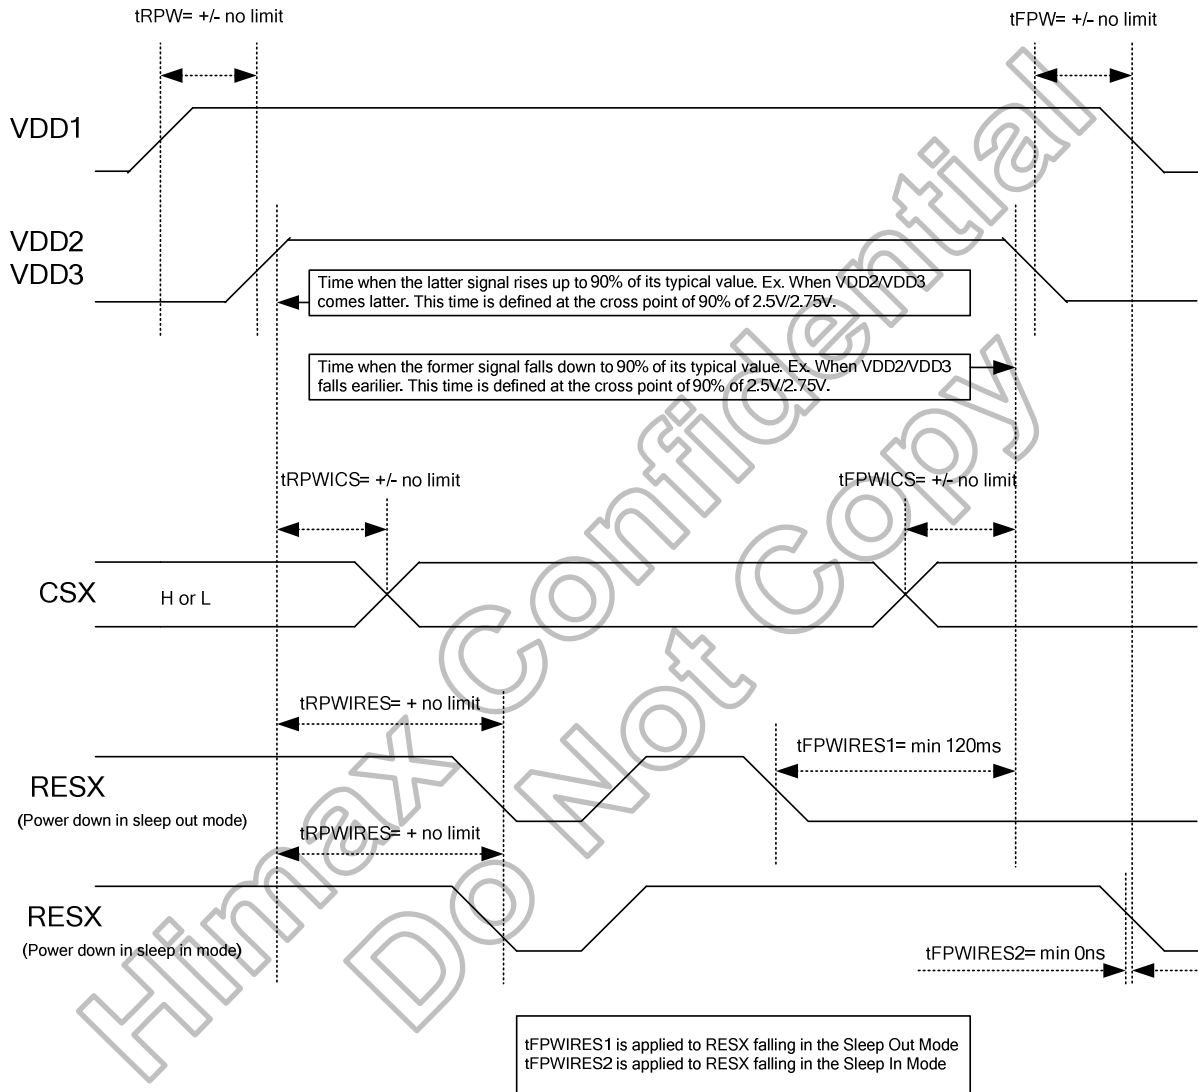 tRPW= +/- no limit
tFPW= +/- no limit
VDD1
VDD2
VDD3
Time when the latter signal rises up to 90% of its typical value. Ex. When VDD2/VDD3
comes latter. This time is defined at the cross point of 90% of 2.5V/2.75V.
Time when the former signal falls down to 90% of its typical value. Ex. When VDD2/VDD3
falls earilier. This time is defined at the cross point of 90% of 2.5V/2.75V.
tRPWICS= +/- no limit
tFPWICS= +/- no limit
CSX
H or L
tRPWIRES= + no limit
tFPWIRES1= min 120ms
RESX
(Power down in sleep out mode)
tRPWIRES= + no limit
RESX
(Power down in sleep in mode)
tFPWIRES2= min 0ns
tFPWIRES1 is applied to RESX falling in the Sleep Out Mode
tFPWIRES2 is applied to RESX falling in the Sleep In Mode
Himax Confidential
Do Not Copy